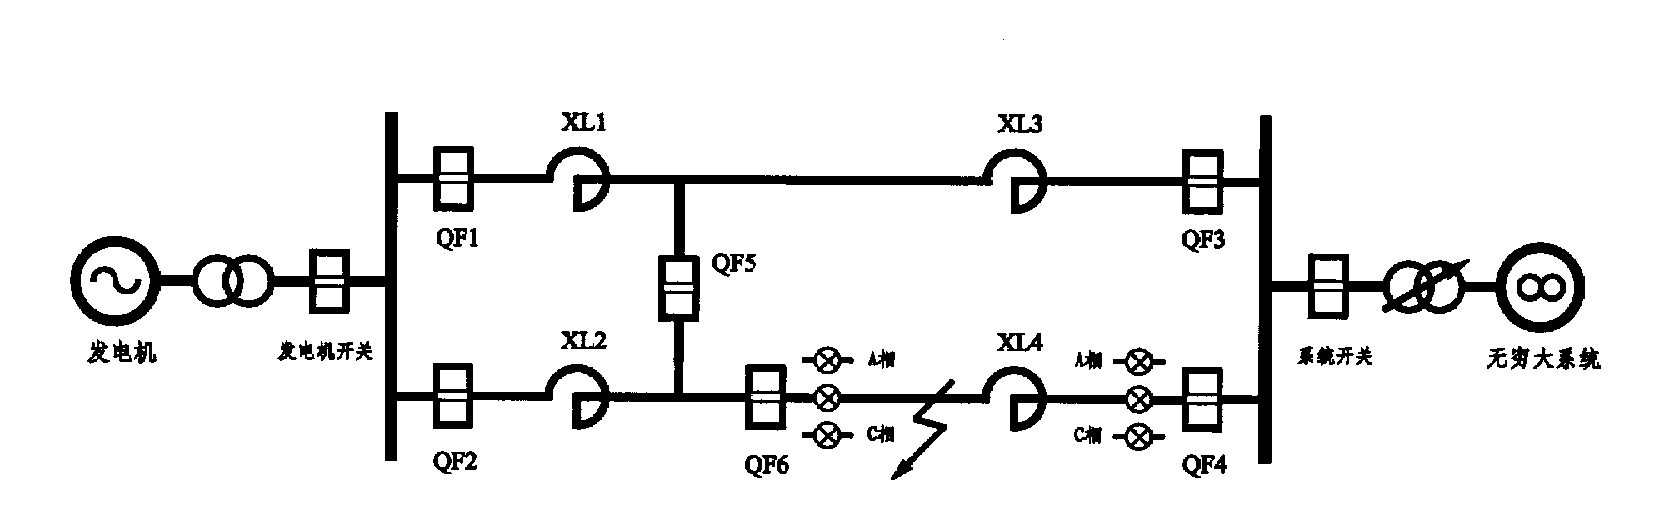 XL1
XL3
QF1
QF3
QF5
发电机
发电机开关
XL2
A相
XL4
A相
系统开关
无穷大系统
C相
C相
QF2
QF6
QF4